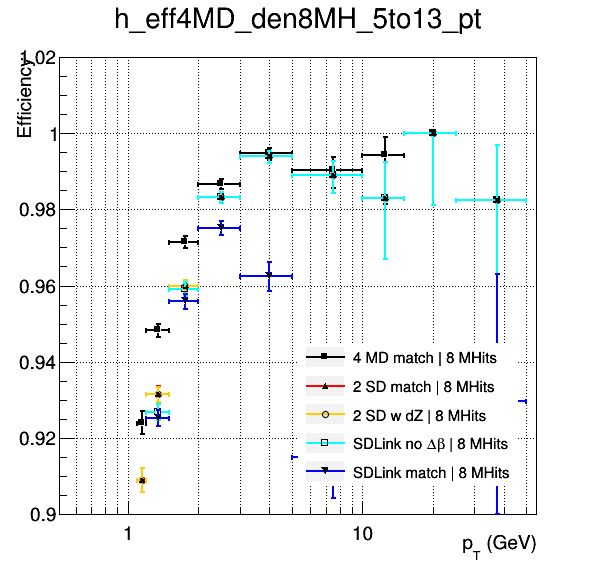 h_eff4MD_den8MH_5to13_pt
Efficiency
1.02
1
0.98
0.96
0.94
0.92
0.9
4 MD match | 8 MHits
2 SD match | 8 MHits
2 SD w dZ | 8 MHits
SDLink no Δβ | 8 MHits
SDLink match | 8 MHits
1
10
p_T (GeV)